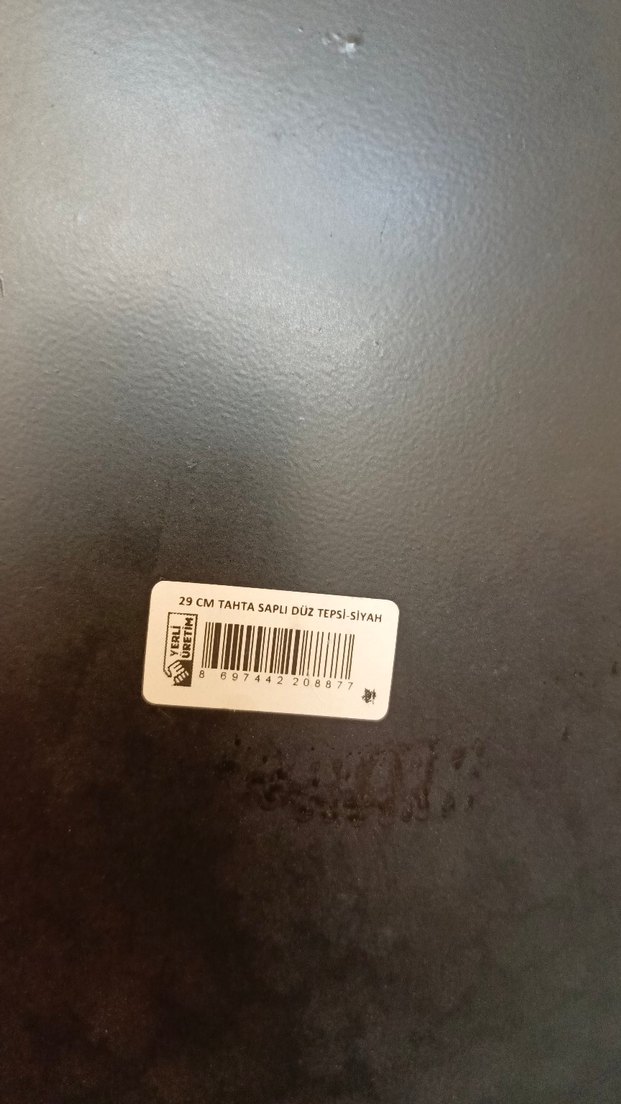 29 CM TAHTA SAPLI DÜZ TEPSİ-SİYAH
YERLİ
ÜRETİM
8 697442 208877